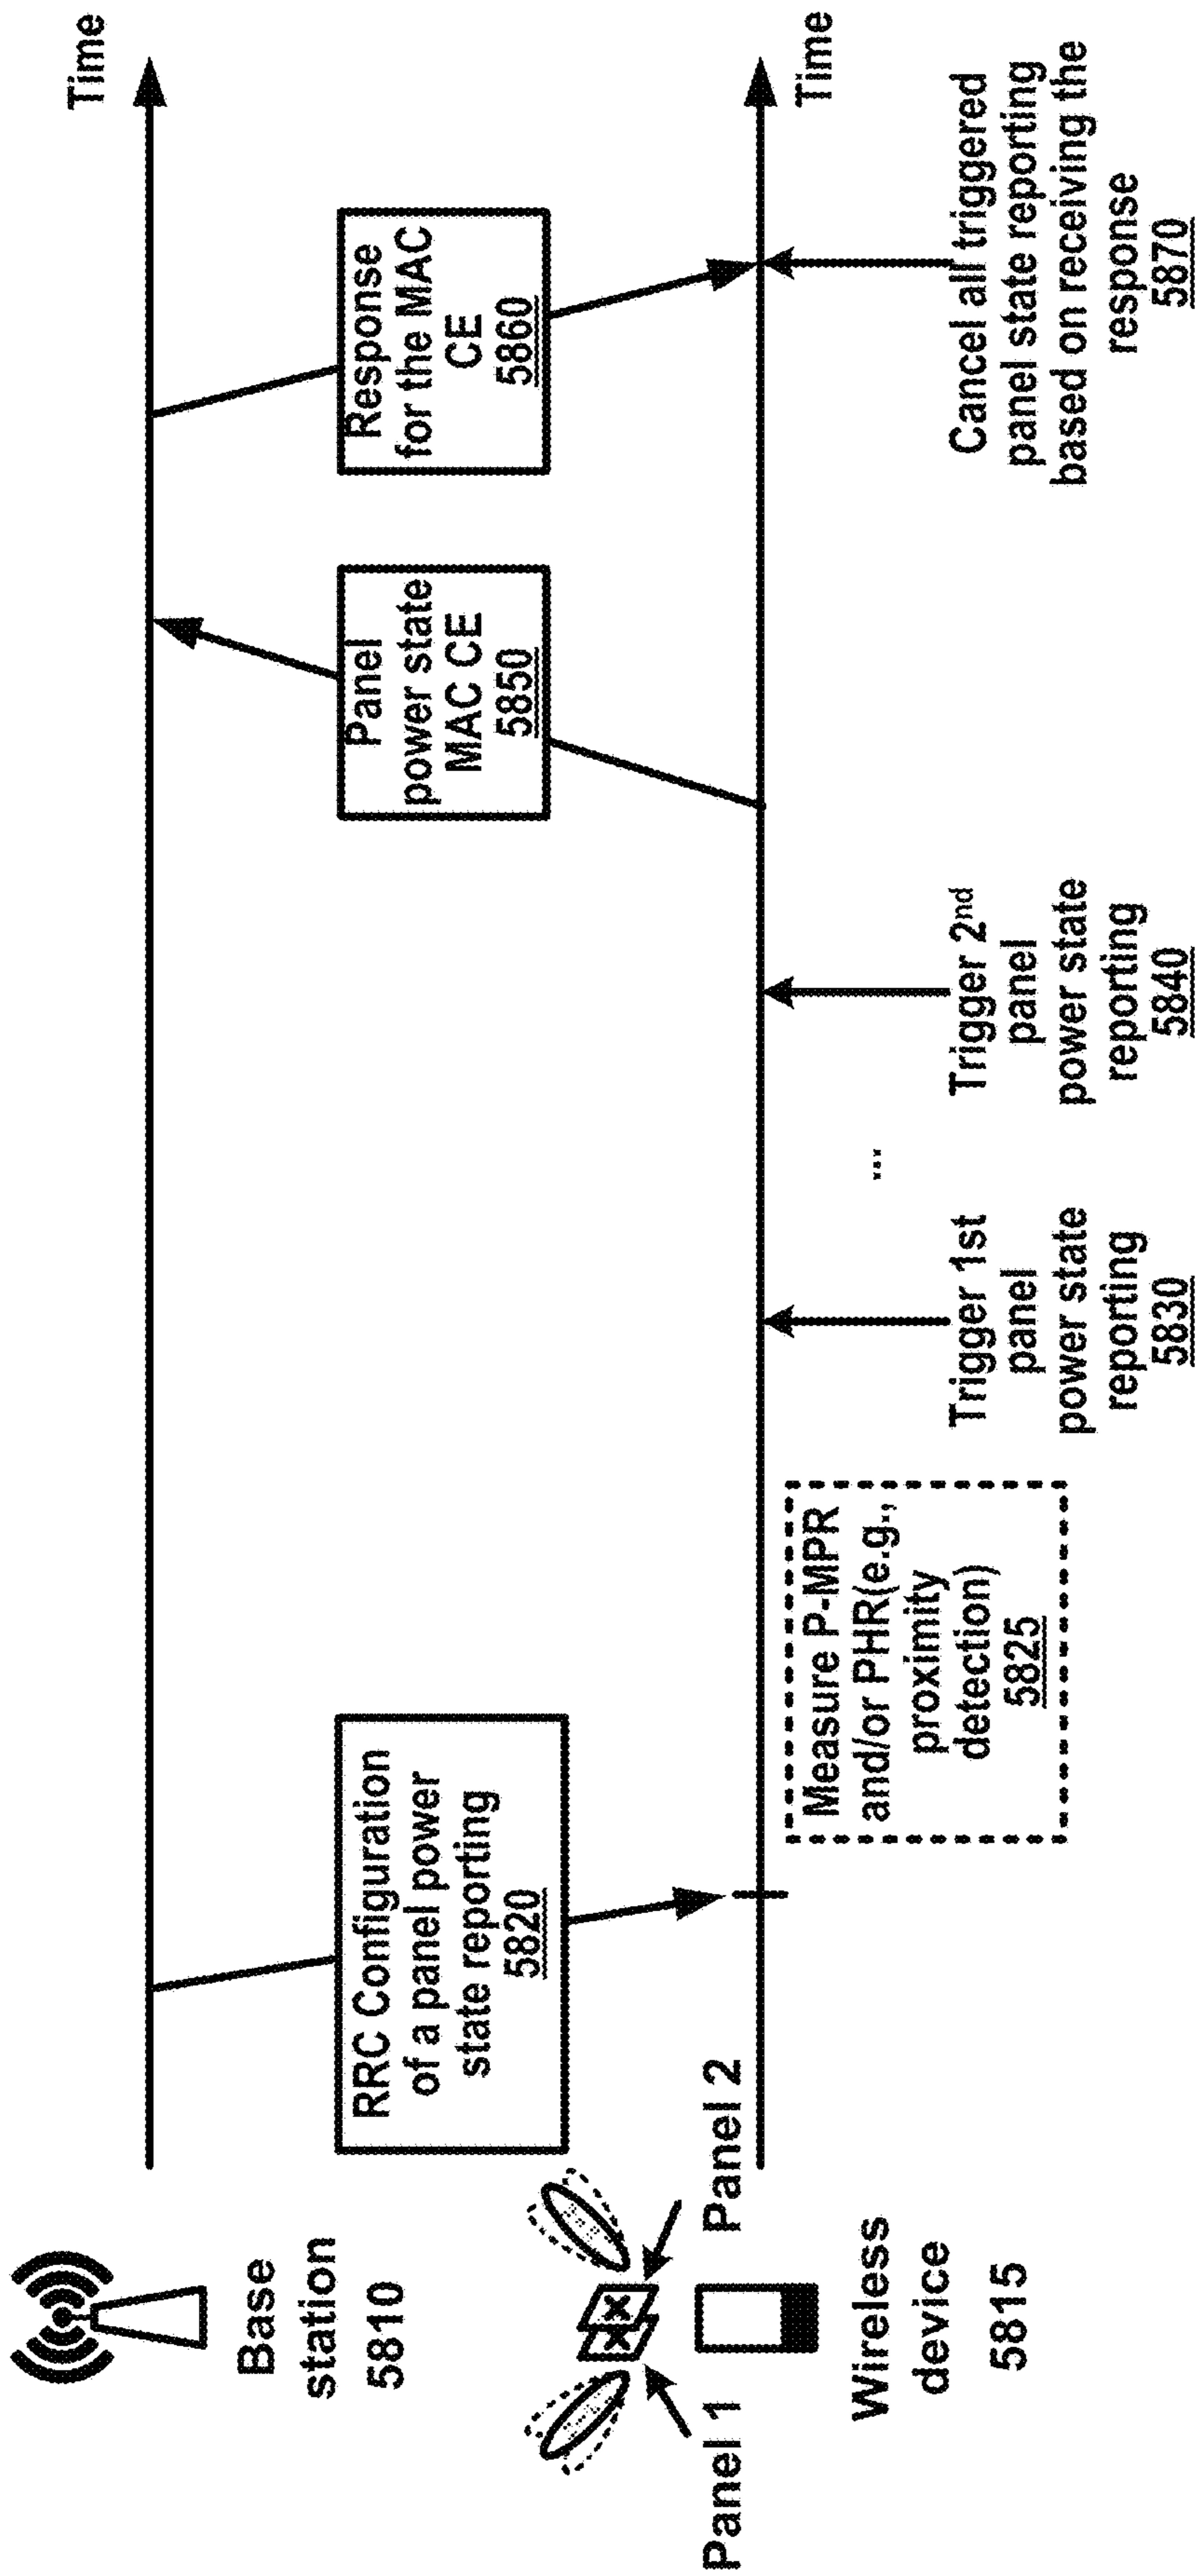 Base
station
5810
Time
RRC Configuration
of a panel power
state reporting
5820
Panel
power state
MAC CE
5850
Response
for the MAC
CE
5860
Panel 1
Panel 2
Wireless
device
5815
Time
Measure P-MPR
and/or PHR(e.g.,
proximity
detection)
5825
Trigger 1st
panel
power state
reporting
5830
...
Trigger 2nd
panel
power state
reporting
5840
Cancel all triggered
panel state reporting
based on receiving the
response
5870